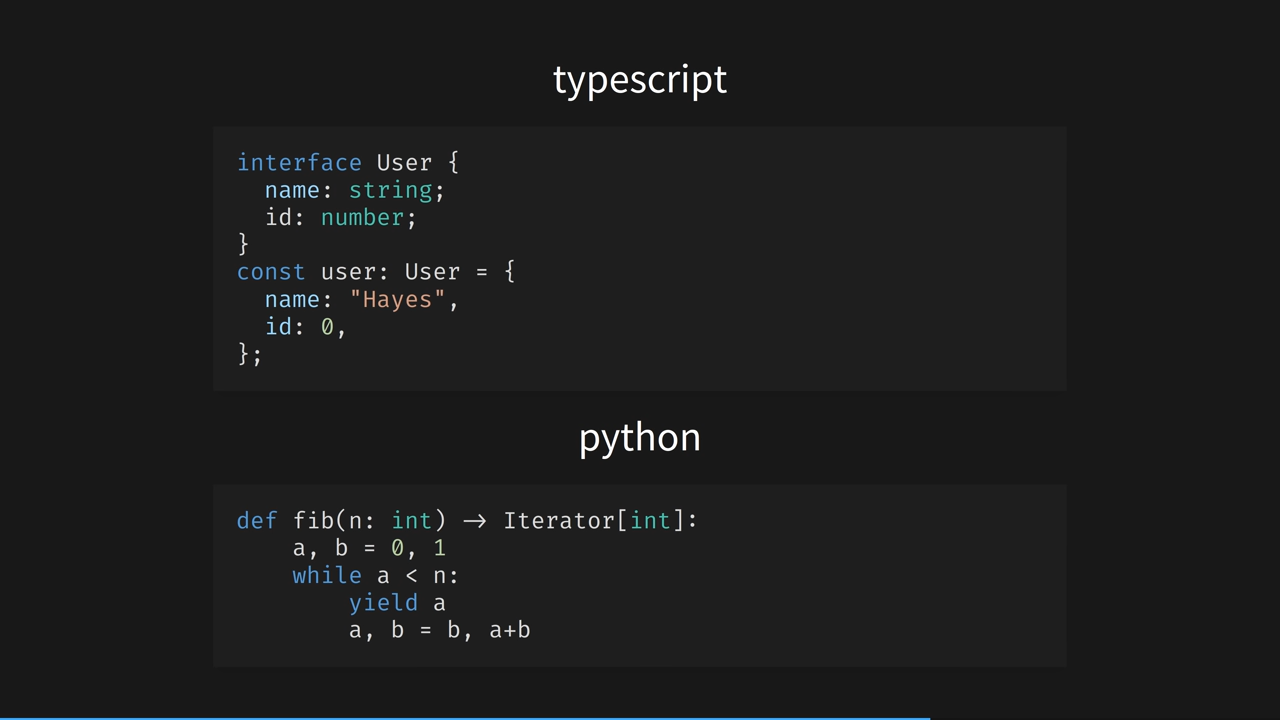 typescript
interface User {
  name: string;
  id: number;
}
const user: User = {
  name: "Hayes",
  id: 0,
};
python
def fib(n: int) -> Iterator[int]:
    a, b = 0, 1
    while a < n:
        yield a
        a, b = b, a+b